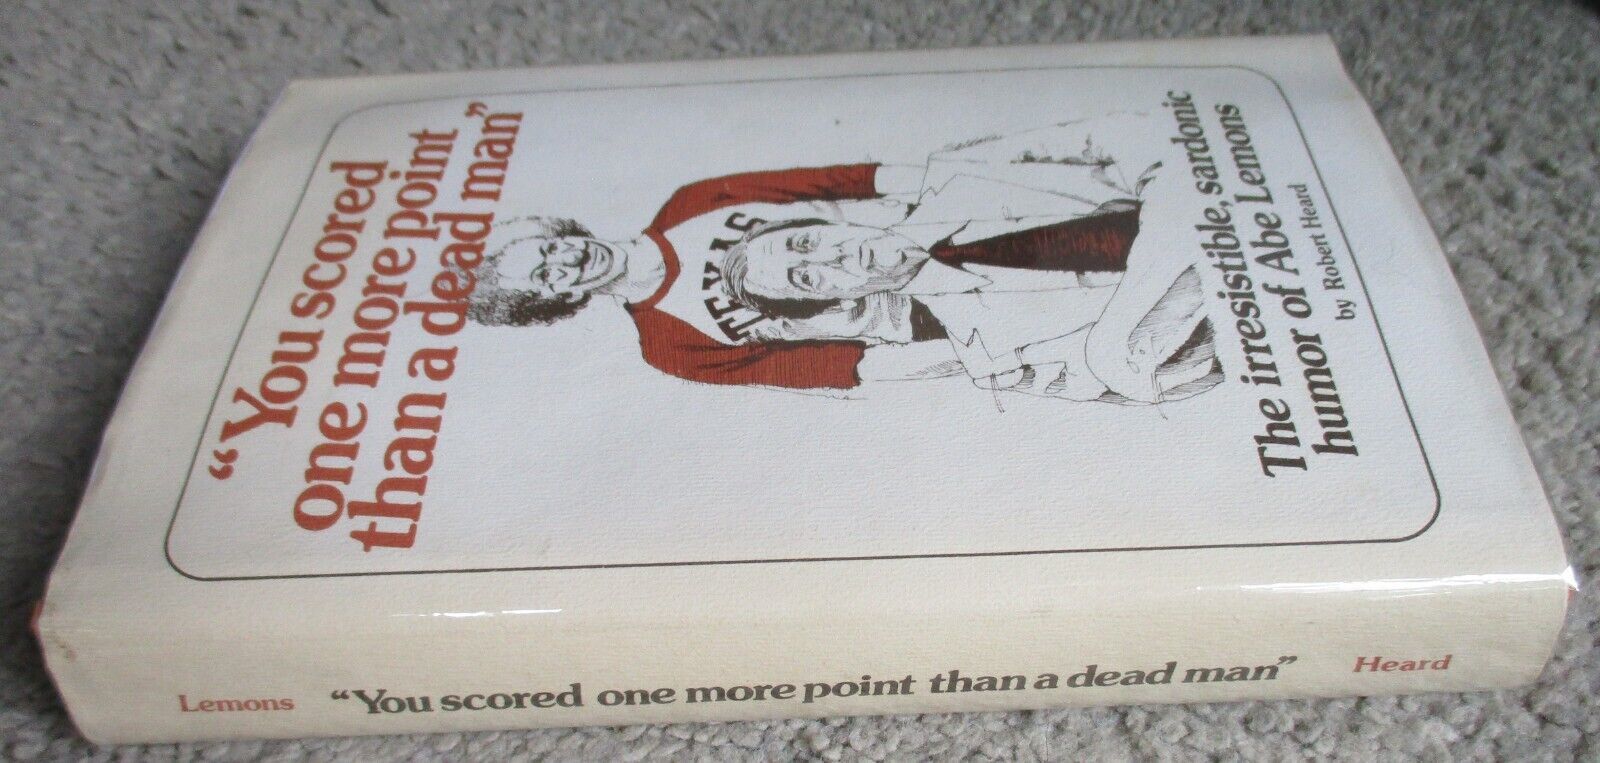 “You scored
one more point
than a dead man”
TEXAS
The irresistible, sardonic
humor of Abe Lemons
by Robert Heard
Lemons “You scored one more point than a dead man” Heard